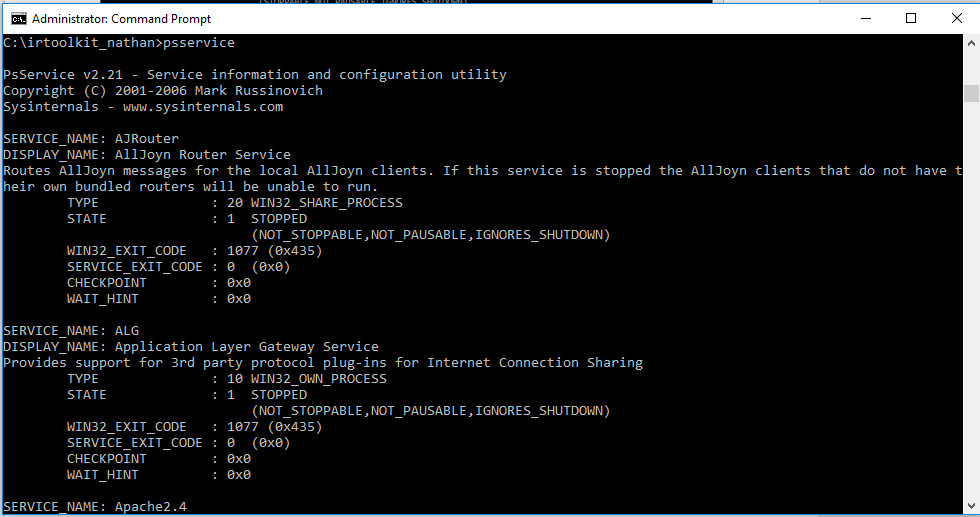 (STOPPABLE,NOT_PAUSABLE,IGNORES_SHUTDOWN)
Administrator: Command Prompt
C:\irtoolkit_nathan>psservice
PsService v2.21 - Service information and configuration utility
Copyright (C) 2001-2006 Mark Russinovich
Sysinternals - www.sysinternals.com
SERVICE_NAME: AJRouter
DISPLAY_NAME: AllJoyn Router Service
Routes AllJoyn messages for the local AllJoyn clients. If this service is stopped the AllJoyn clients that do not have t
heir own bundled routers will be unable to run.
TYPE : 20 WIN32_SHARE_PROCESS
STATE : 1 STOPPED
(NOT_STOPPABLE,NOT_PAUSABLE,IGNORES_SHUTDOWN)
WIN32_EXIT_CODE : 1077 (0x435)
SERVICE_EXIT_CODE : 0 (0x0)
CHECKPOINT : 0x0
WAIT_HINT : 0x0
SERVICE_NAME: ALG
DISPLAY_NAME: Application Layer Gateway Service
Provides support for 3rd party protocol plug-ins for Internet Connection Sharing
TYPE : 10 WIN32_OWN_PROCESS
STATE : 1 STOPPED
(NOT_STOPPABLE,NOT_PAUSABLE,IGNORES_SHUTDOWN)
WIN32_EXIT_CODE : 1077 (0x435)
SERVICE_EXIT_CODE : 0 (0x0)
CHECKPOINT : 0x0
WAIT_HINT : 0x0
SERVICE_NAME: Apache2.4